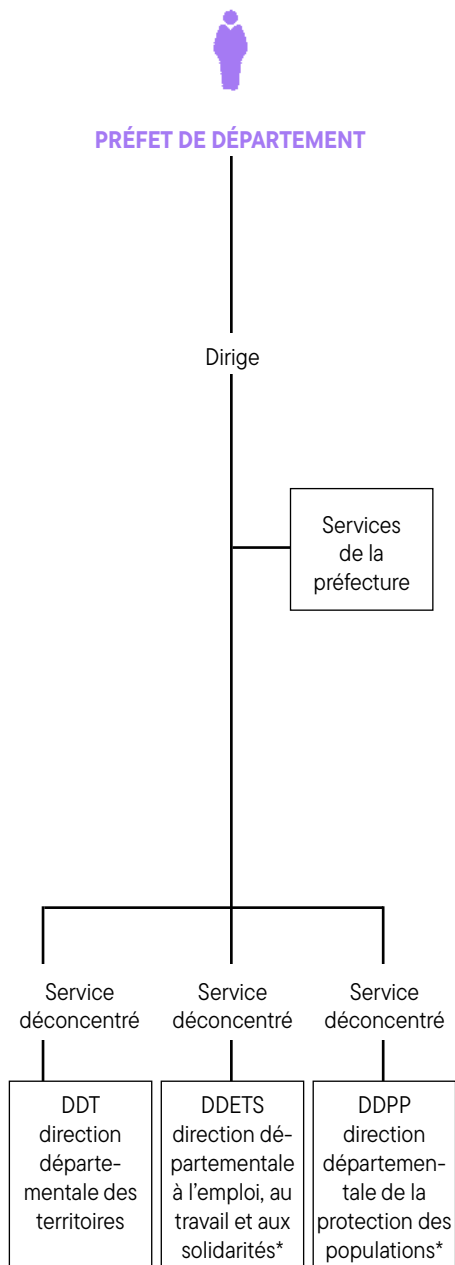 PRÉFET DE DÉPARTEMENT
Dirige
Services
de la
préfecture
Service
déconcentré
Service
déconcentré
Service
déconcentré
DDT
direction
départe-
mentale des
territoires
DDETS
direction dé-
partementale
à l'emploi, au
travail et aux
solidarités*
DDPP
direction
départemen-
tale de la
protection des
populations*